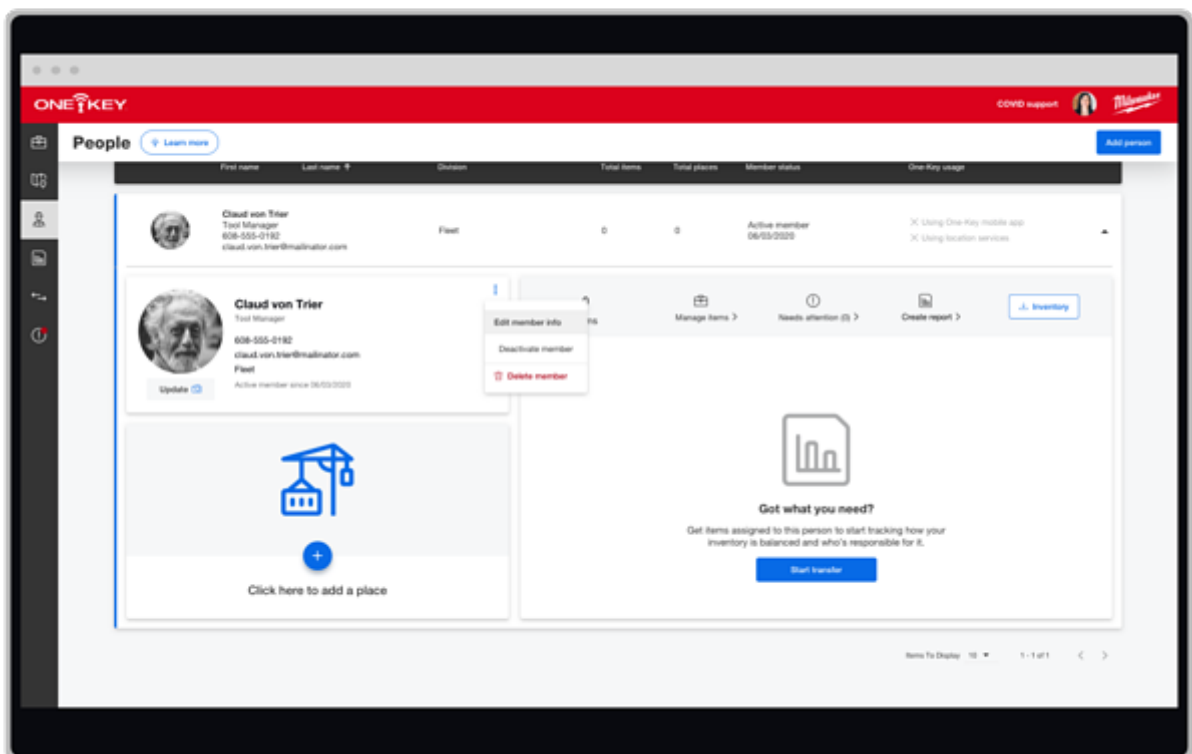 ONE KEY
COVID support
Milwaukee
People
Learn more
Add person
First name Last name Division Total items Total places Member status One-Key usage
Claud von Trier
Tool Manager
608-555-0192
claud.von.trier@mailinator.com
Fleet
0
0
Active member
06/03/2020
Using One-Key mobile app
Using location services
Claud von Trier
Tool Manager
608-555-0192
claud.von.trier@mailinator.com
Fleet
Active member since 06/03/2020
Update
Edit member info
Deactivate member
Delete member
Manage items
Needs attention (0)
Create report
Inventory
Click here to add a place
Got what you need?
Get items assigned to this person to start tracking how your
inventory is balanced and who's responsible for it.
Start transfer
Items To Display 10 1 - 1 of 1